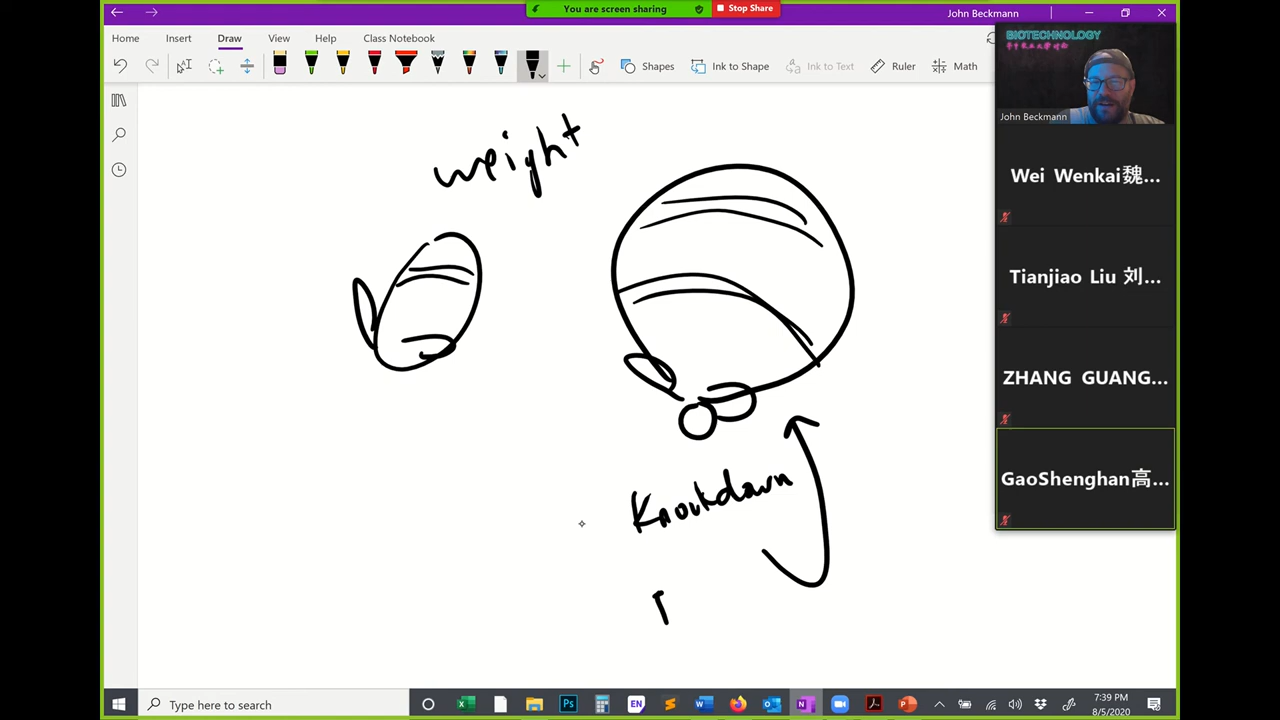 You are screen sharing
Stop Share
John Beckmann
Home
Insert
Draw
View
Help
Class Notebook
Shapes
Ink to Shape
Ink to Text
Ruler
Math
BIOTECHNOLOGY
John Beckmann
Wei Wenkai魏...
Tianjiao Liu 刘...
ZHANG GUANG...
GaoShenghan高...
weight
Knockdown
Type here to search
Ps
EN
7:39 PM
8/5/2020